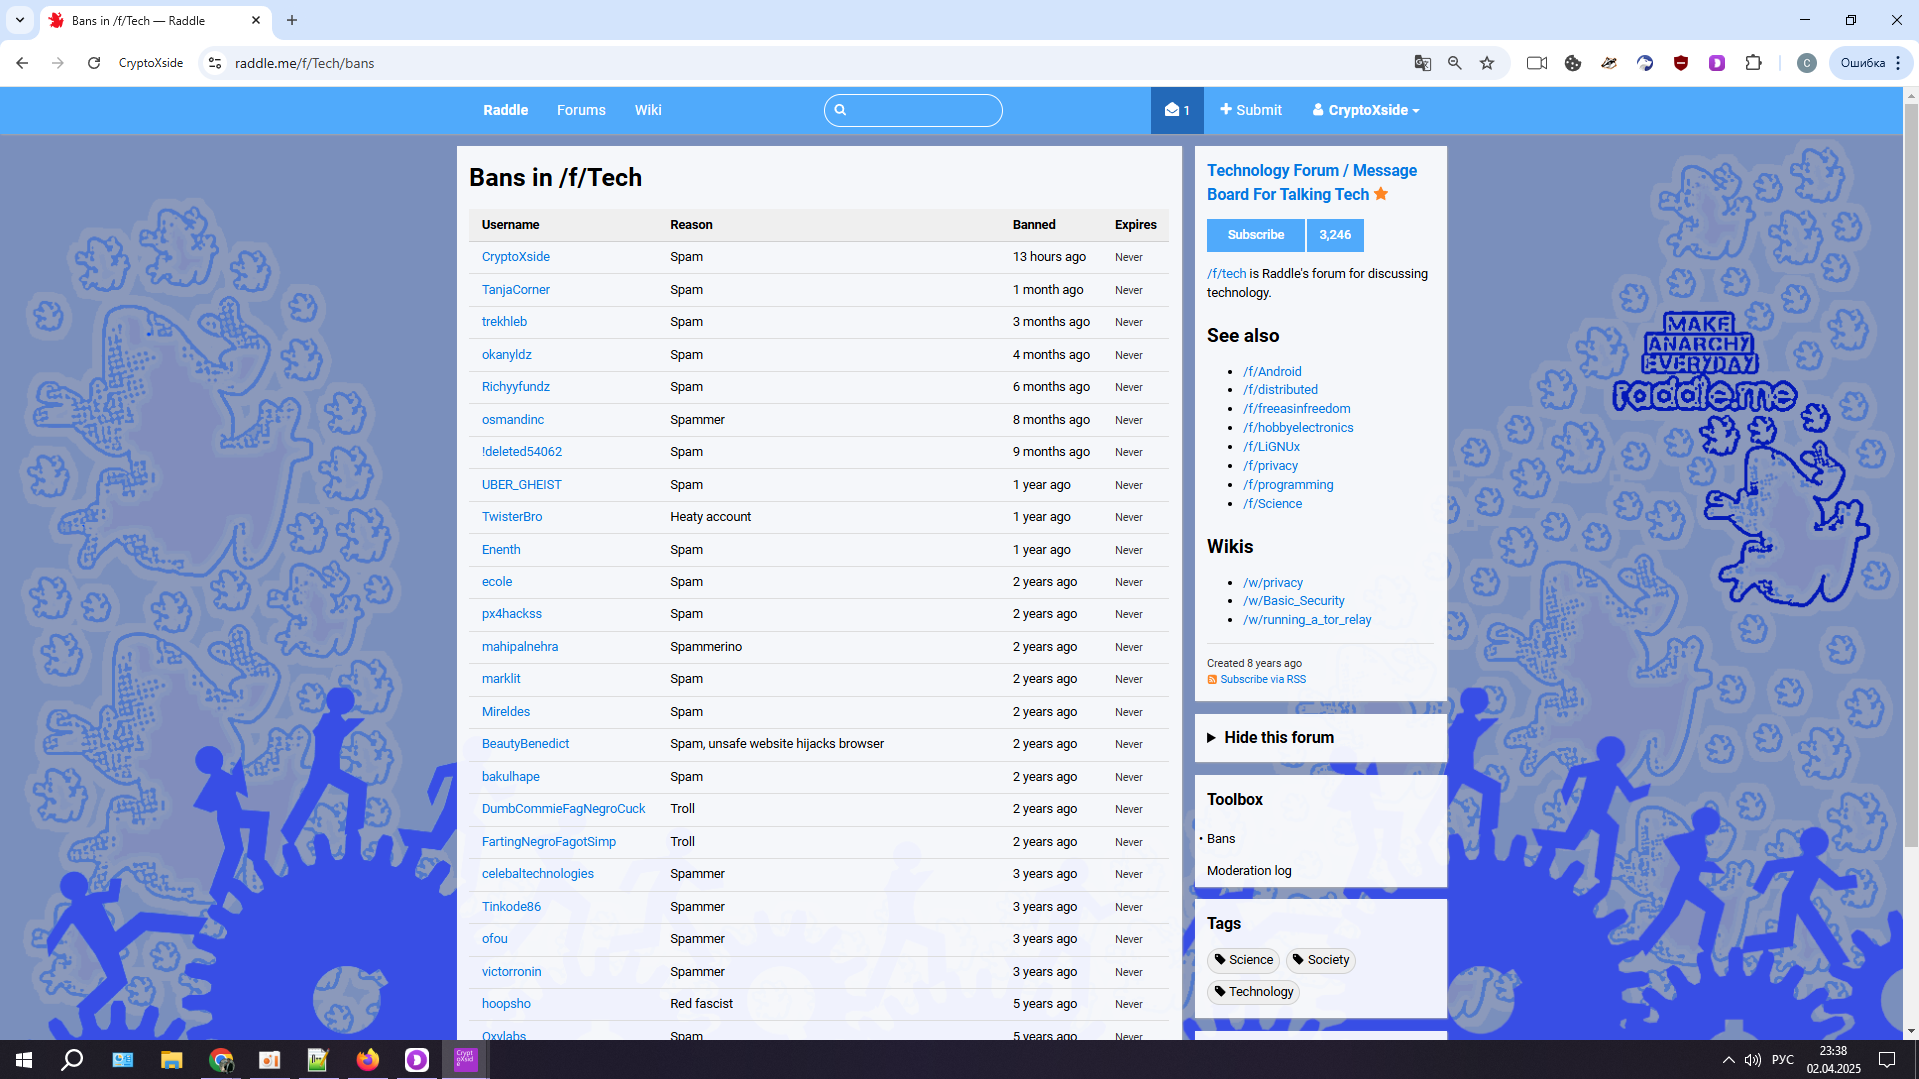 Bans in /f/Tech — Raddle
CryptoXside
raddle.me/f/Tech/bans
C
Ошибка
Raddle
Forums
Wiki
1
Submit
CryptoXside
Bans in /f/Tech
Username Reason Banned Expires
CryptoXside Spam 13 hours ago Never
TanjaCorner Spam 1 month ago Never
trekhleb Spam 3 months ago Never
okanyldz Spam 4 months ago Never
Richyyfundz Spam 6 months ago Never
osmandinc Spammer 8 months ago Never
!deleted54062 Spam 9 months ago Never
UBER_GHEIST Spam 1 year ago Never
TwisterBro Heaty account 1 year ago Never
Enenth Spam 1 year ago Never
ecole Spam 2 years ago Never
px4hackss Spam 2 years ago Never
mahipalnehra Spammerino 2 years ago Never
marklit Spam 2 years ago Never
Mireldes Spam 2 years ago Never
BeautyBenedict Spam, unsafe website hijacks browser 2 years ago Never
bakulhape Spam 2 years ago Never
DumbCommieFagNegroCuck Troll 2 years ago Never
FartingNegroFagotSimp Troll 2 years ago Never
celebaltechnologies Spammer 3 years ago Never
Tinkode86 Spammer 3 years ago Never
ofou Spammer 3 years ago Never
victorronin Spammer 3 years ago Never
hoopsho Red fascist 5 years ago Never
Oxylabs Spam 5 years ago Never
Technology Forum / Message
Board For Talking Tech
Subscribe 3,246
/f/tech is Raddle's forum for discussing
technology.
See also
/f/Android
/f/distributed
/f/freeasinfreedom
/f/hobbyelectronics
/f/LiGNUx
/f/privacy
/f/programming
/f/Science
Wikis
/w/privacy
/w/Basic_Security
/w/running_a_tor_relay
Created 8 years ago
Subscribe via RSS
Hide this forum
Toolbox
Bans
Moderation log
Tags
Science
Society
Technology
MAKE
ANARCHY
EVERYDAY
raddle.me
РУС
23:38
02.04.2025